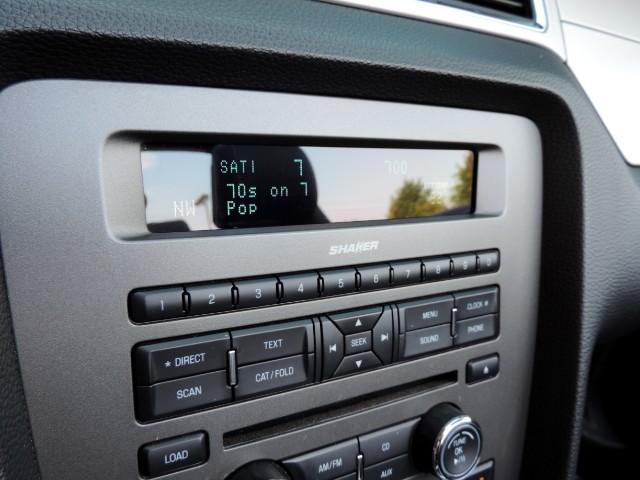 SAT1 7 700
70s on 7
NW Pop
SHAKER
1 2 3 4 5 6 7 8 9 0
* DIRECT TEXT SEEK MENU CLOCK
SCAN CAT/FOLD SOUND PHONE
LOAD AM/FM CD
AUX
TUNE
OK